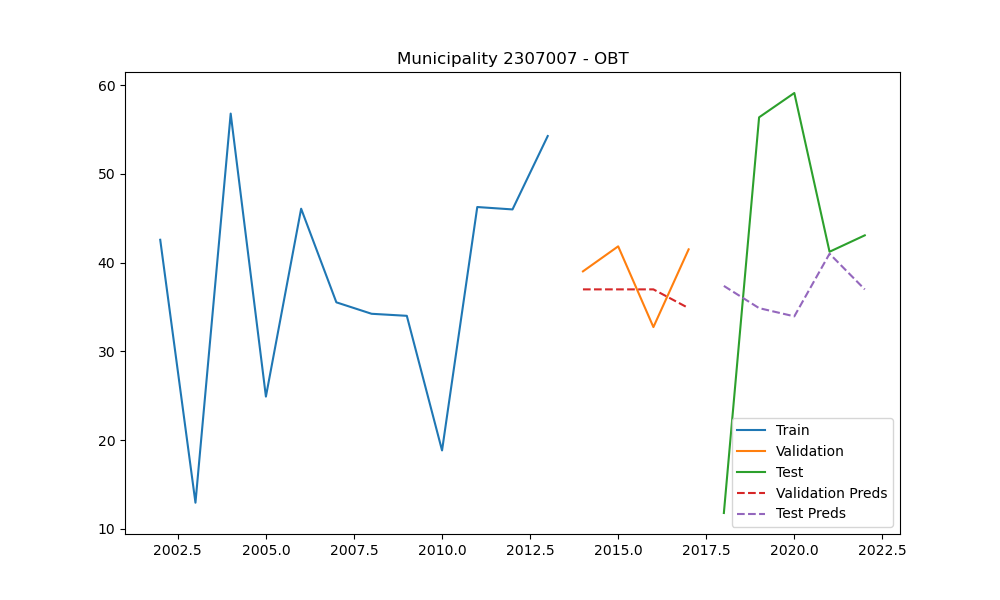 Municipality 2307007 - OBT
60
50
40
30
20
10
2002.5 2005.0 2007.5 2010.0 2012.5 2015.0 2017.5 2020.0 2022.5
Train
Validation
Test
Validation Preds
Test Preds